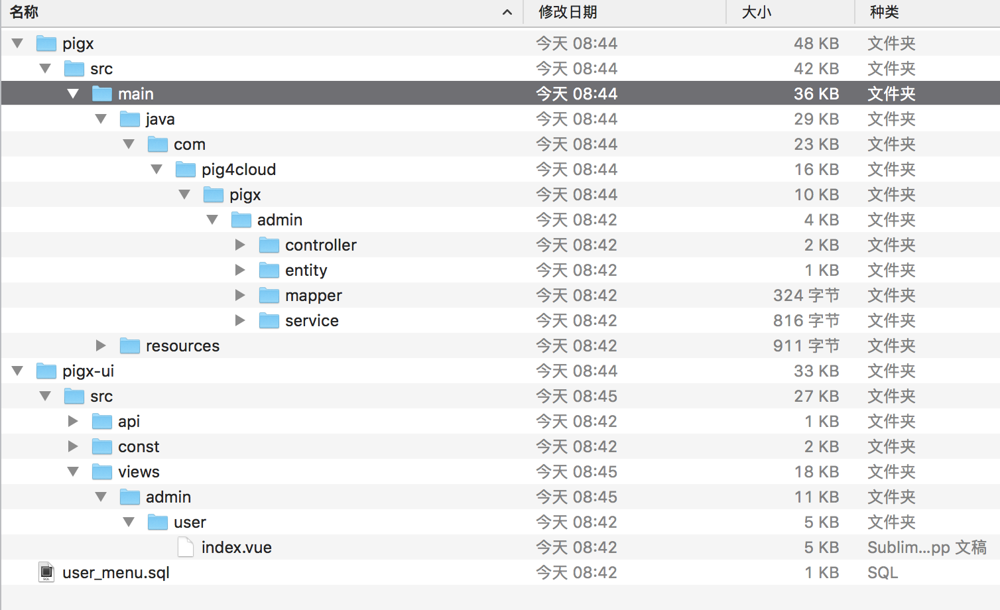 名称 修改日期 大小 种类
pigx 今天 08:44 48 KB 文件夹
src 今天 08:44 42 KB 文件夹
main 今天 08:44 36 KB 文件夹
java 今天 08:44 29 KB 文件夹
com 今天 08:44 23 KB 文件夹
pig4cloud 今天 08:44 16 KB 文件夹
pigx 今天 08:44 10 KB 文件夹
admin 今天 08:42 4 KB 文件夹
controller 今天 08:42 2 KB 文件夹
entity 今天 08:42 1 KB 文件夹
mapper 今天 08:42 324 字节 文件夹
service 今天 08:42 816 字节 文件夹
resources 今天 08:42 911 字节 文件夹
pigx-ui 今天 08:44 33 KB 文件夹
src 今天 08:45 27 KB 文件夹
api 今天 08:42 1 KB 文件夹
const 今天 08:42 2 KB 文件夹
views 今天 08:45 18 KB 文件夹
admin 今天 08:45 11 KB 文件夹
user 今天 08:42 5 KB 文件夹
index.vue 今天 08:42 5 KB Sublim...pp 文稿
user_menu.sql 今天 08:42 1 KB SQL